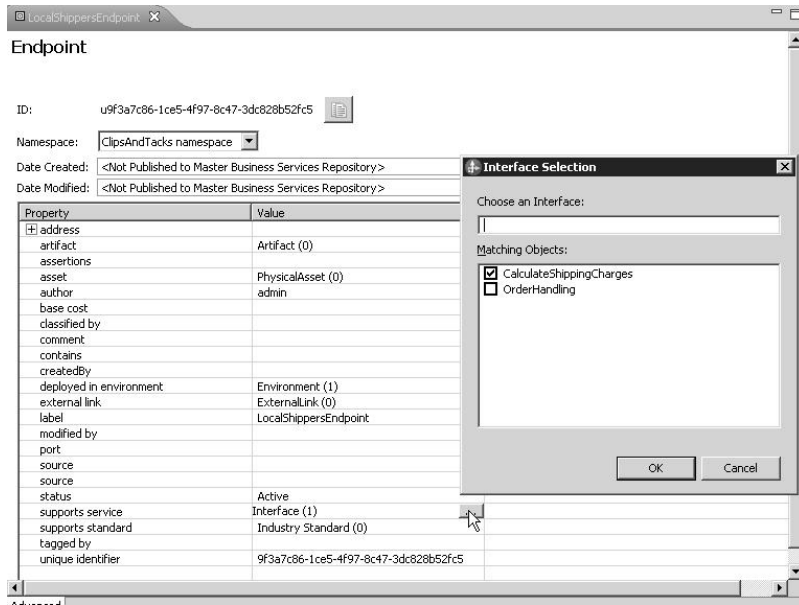 LocalShippersEndpoint
Endpoint
ID: u9f3a7c86-1ce5-4f97-8c47-3dc828b52fc5
Namespace: ClipsAndTacks namespace
Date Created: <Not Published to Master Business Services Repository>
Date Modified: <Not Published to Master Business Services Repository>
Property Value
address
artifact Artifact (0)
assertions
asset PhysicalAsset (0)
author admin
base cost
classified by
comment
contains
createdBy
deployed in environment Environment (1)
external link ExternalLink (0)
label LocalShippersEndpoint
modified by
port
source
source
status Active
supports service Interface (1)
supports standard Industry Standard (0)
tagged by
unique identifier 9f3a7c86-1ce5-4f97-8c47-3dc828b52fc5
Interface Selection
Choose an Interface:
Matching Objects:
CalculateShippingCharges
OrderHandling
OK Cancel